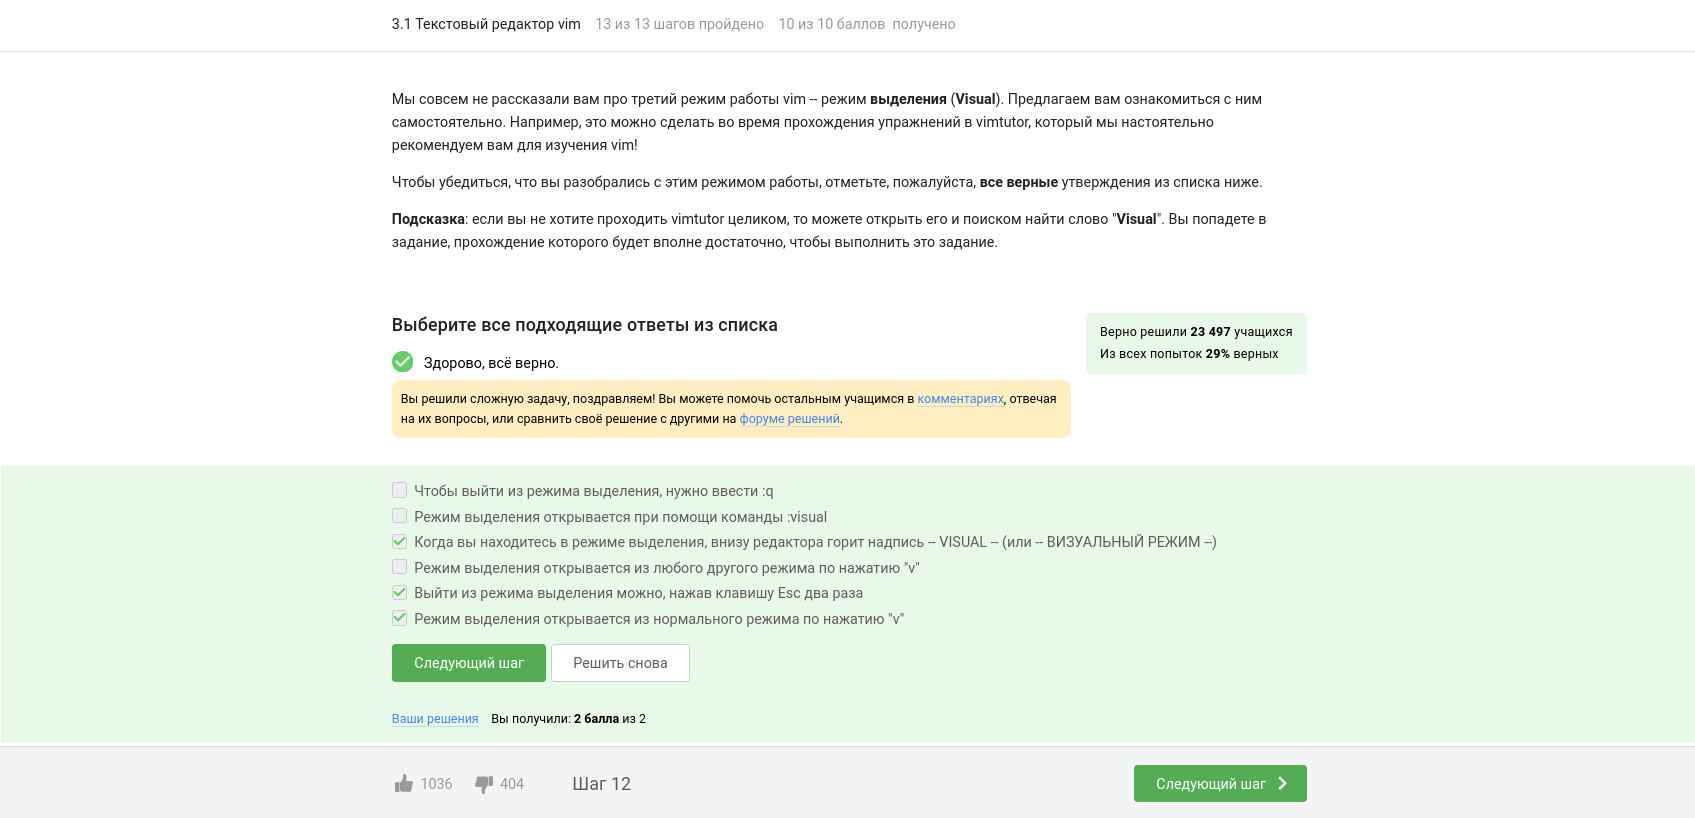 3.1 Текстовый редактор vim 13 из 13 шагов пройдено 10 из 10 баллов получено
Мы совсем не рассказали вам про третий режим работы vim -- режим выделения (Visual). Предлагаем вам ознакомиться с ним
самостоятельно. Например, это можно сделать во время прохождения упражнений в vimtutor, который мы настоятельно
рекомендуем вам для изучения vim!
Чтобы убедиться, что вы разобрались с этим режимом работы, отметьте, пожалуйста, все верные утверждения из списка ниже.
Подсказка: если вы не хотите проходить vimtutor целиком, то можете открыть его и поиском найти слово "Visual". Вы попадете в
задание, прохождение которого будет вполне достаточно, чтобы выполнить это задание.
Выберите все подходящие ответы из списка
Верно решили 23 497 учащихся
Из всех попыток 29% верных
Здорово, всё верно.
Вы решили сложную задачу, поздравляем! Вы можете помочь остальным учащимся в комментариях, отвечая
на их вопросы, или сравнить своё решение с другими на форуме решений.
Чтобы выйти из режима выделения, нужно ввести :q
Режим выделения открывается при помощи команды :visual
Когда вы находитесь в режиме выделения, внизу редактора горит надпись -- VISUAL -- (или -- ВИЗУАЛЬНЫЙ РЕЖИМ --)
Режим выделения открывается из любого другого режима по нажатию "v"
Выйти из режима выделения можно, нажав клавишу Esc два раза
Режим выделения открывается из нормального режима по нажатию "v"
Следующий шаг Решить снова
Ваши решения Вы получили: 2 балла из 2
1036 404 Шаг 12 Следующий шаг